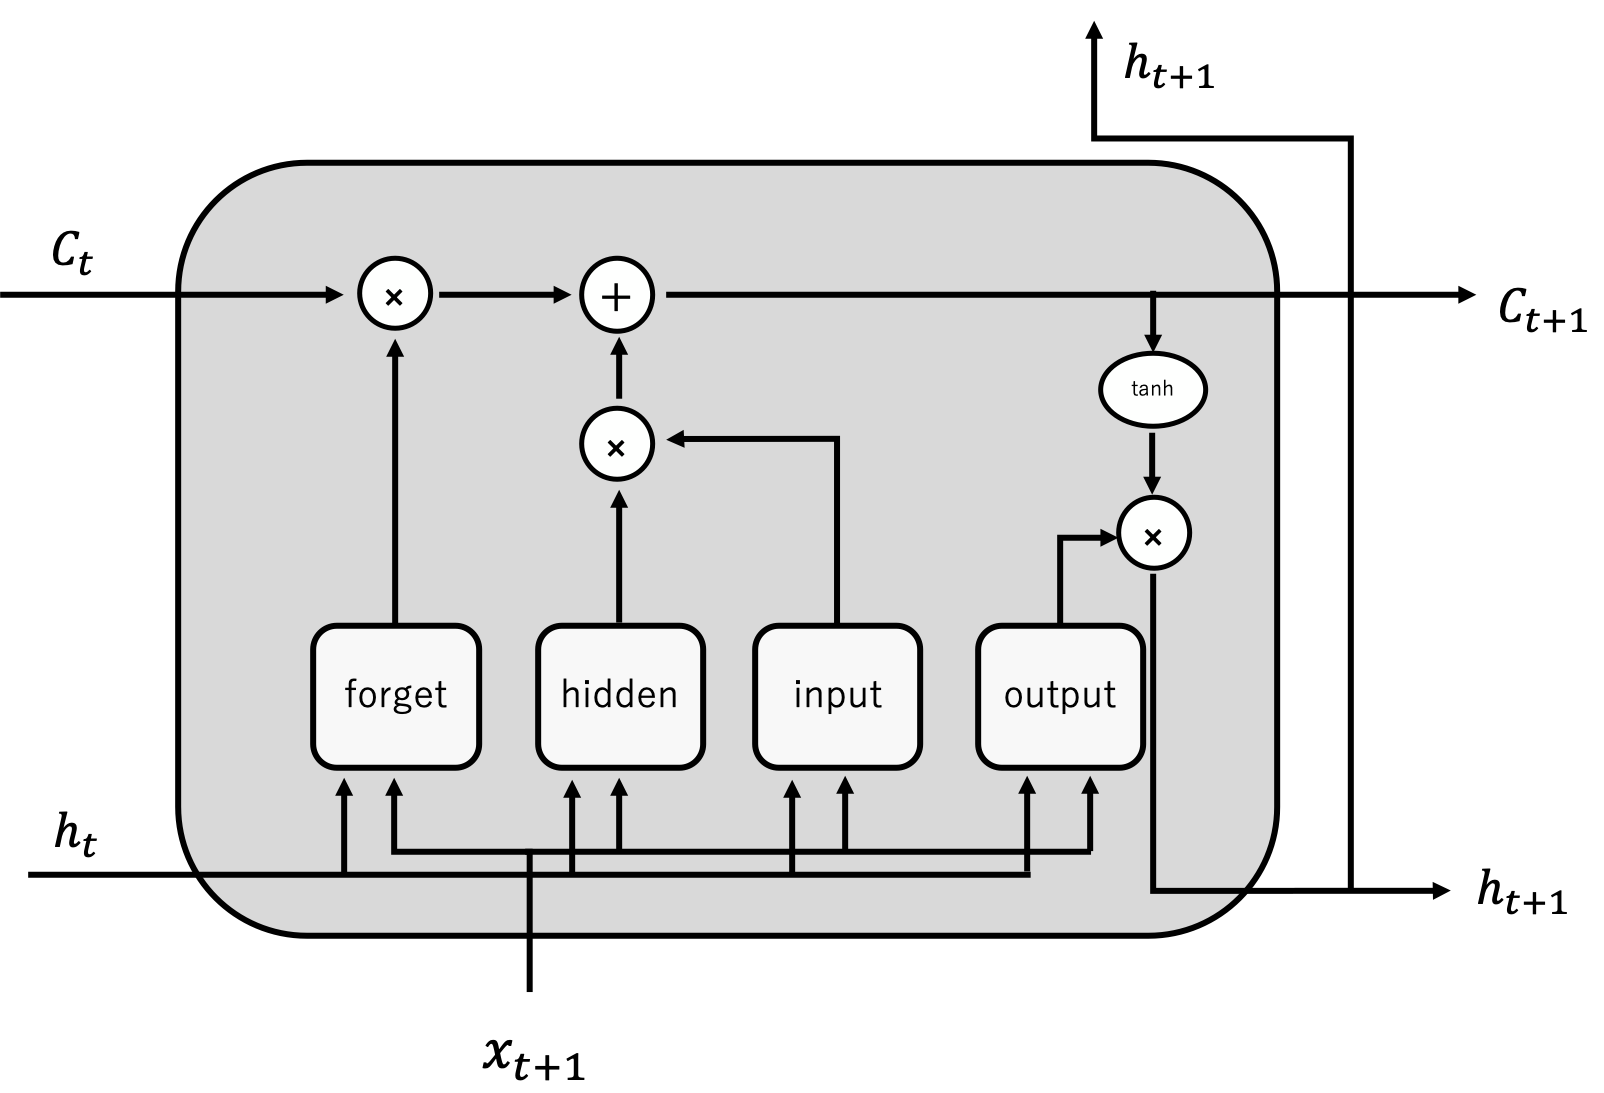 h_{t+1}
C_t
×
+
C_{t+1}
tanh
×
×
forget
hidden
input
output
h_t
h_{t+1}
x_{t+1}